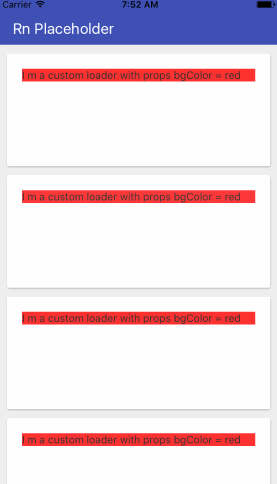 Carrier 7:52 AM
Rn Placeholder
I m a custom loader with props bgColor = red
I m a custom loader with props bgColor = red
I m a custom loader with props bgColor = red
I m a custom loader with props bgColor = red